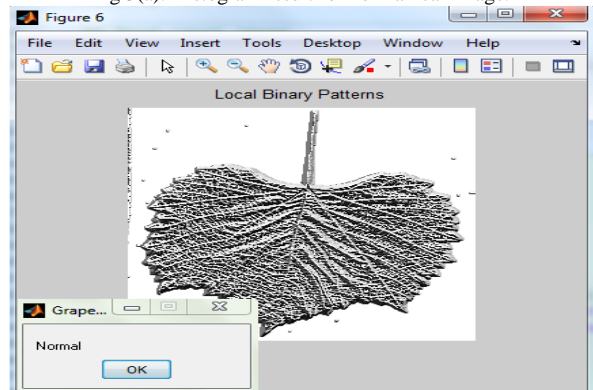 Figure 6
File Edit View Insert Tools Desktop Window Help
Local Binary Patterns
Grape...
Normal
OK